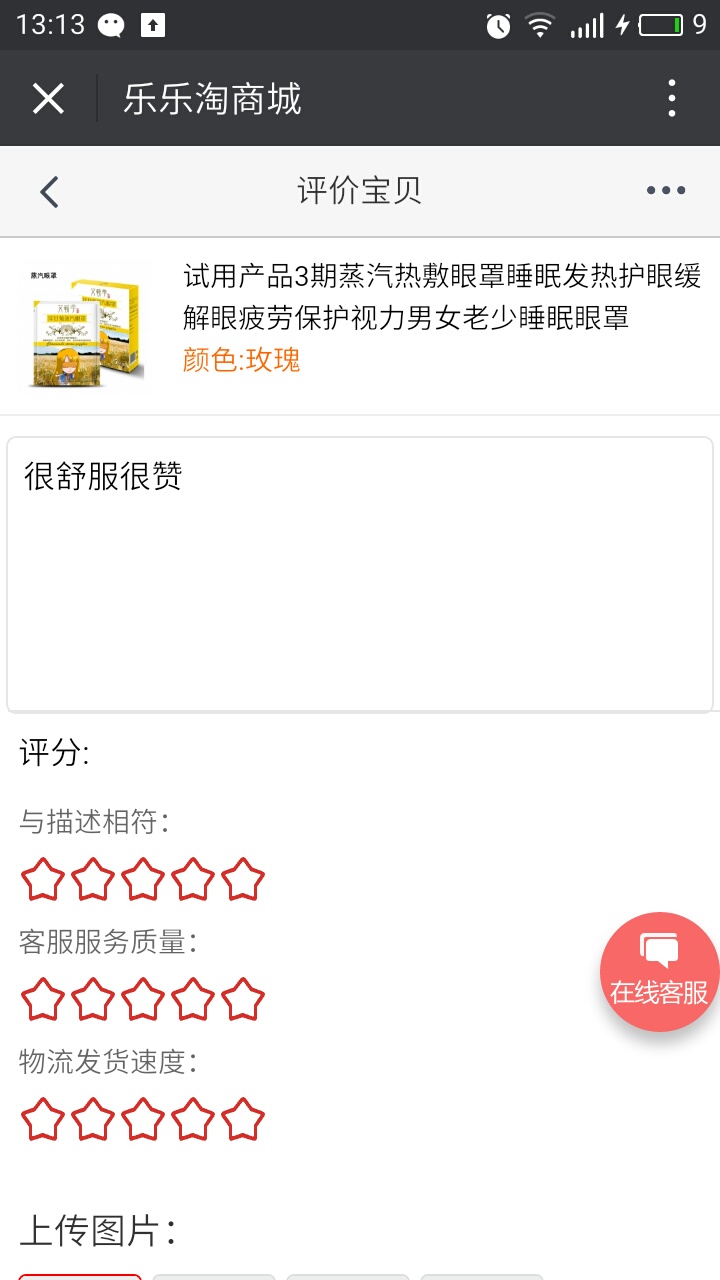 13:13
9
乐乐淘商城
评价宝贝
蒸汽眼罩
试用产品3期蒸汽热敷眼罩睡眠发热护眼缓
解眼疲劳保护视力男女老少睡眠眼罩
颜色:玫瑰
很舒服很赞
评分:
与描述相符:
客服服务质量:
在线客服
物流发货速度:
上传图片: